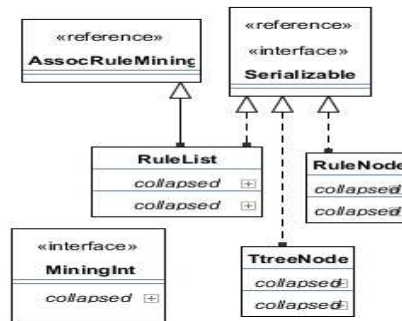 «reference»
AssocRuleMining
«reference»
«interface»
Serializable
RuleList
collapsed
collapsed
RuleNode
collapsed
collapsed
«interface»
MiningInt
collapsed
TtreeNode
collapsed
collapsed